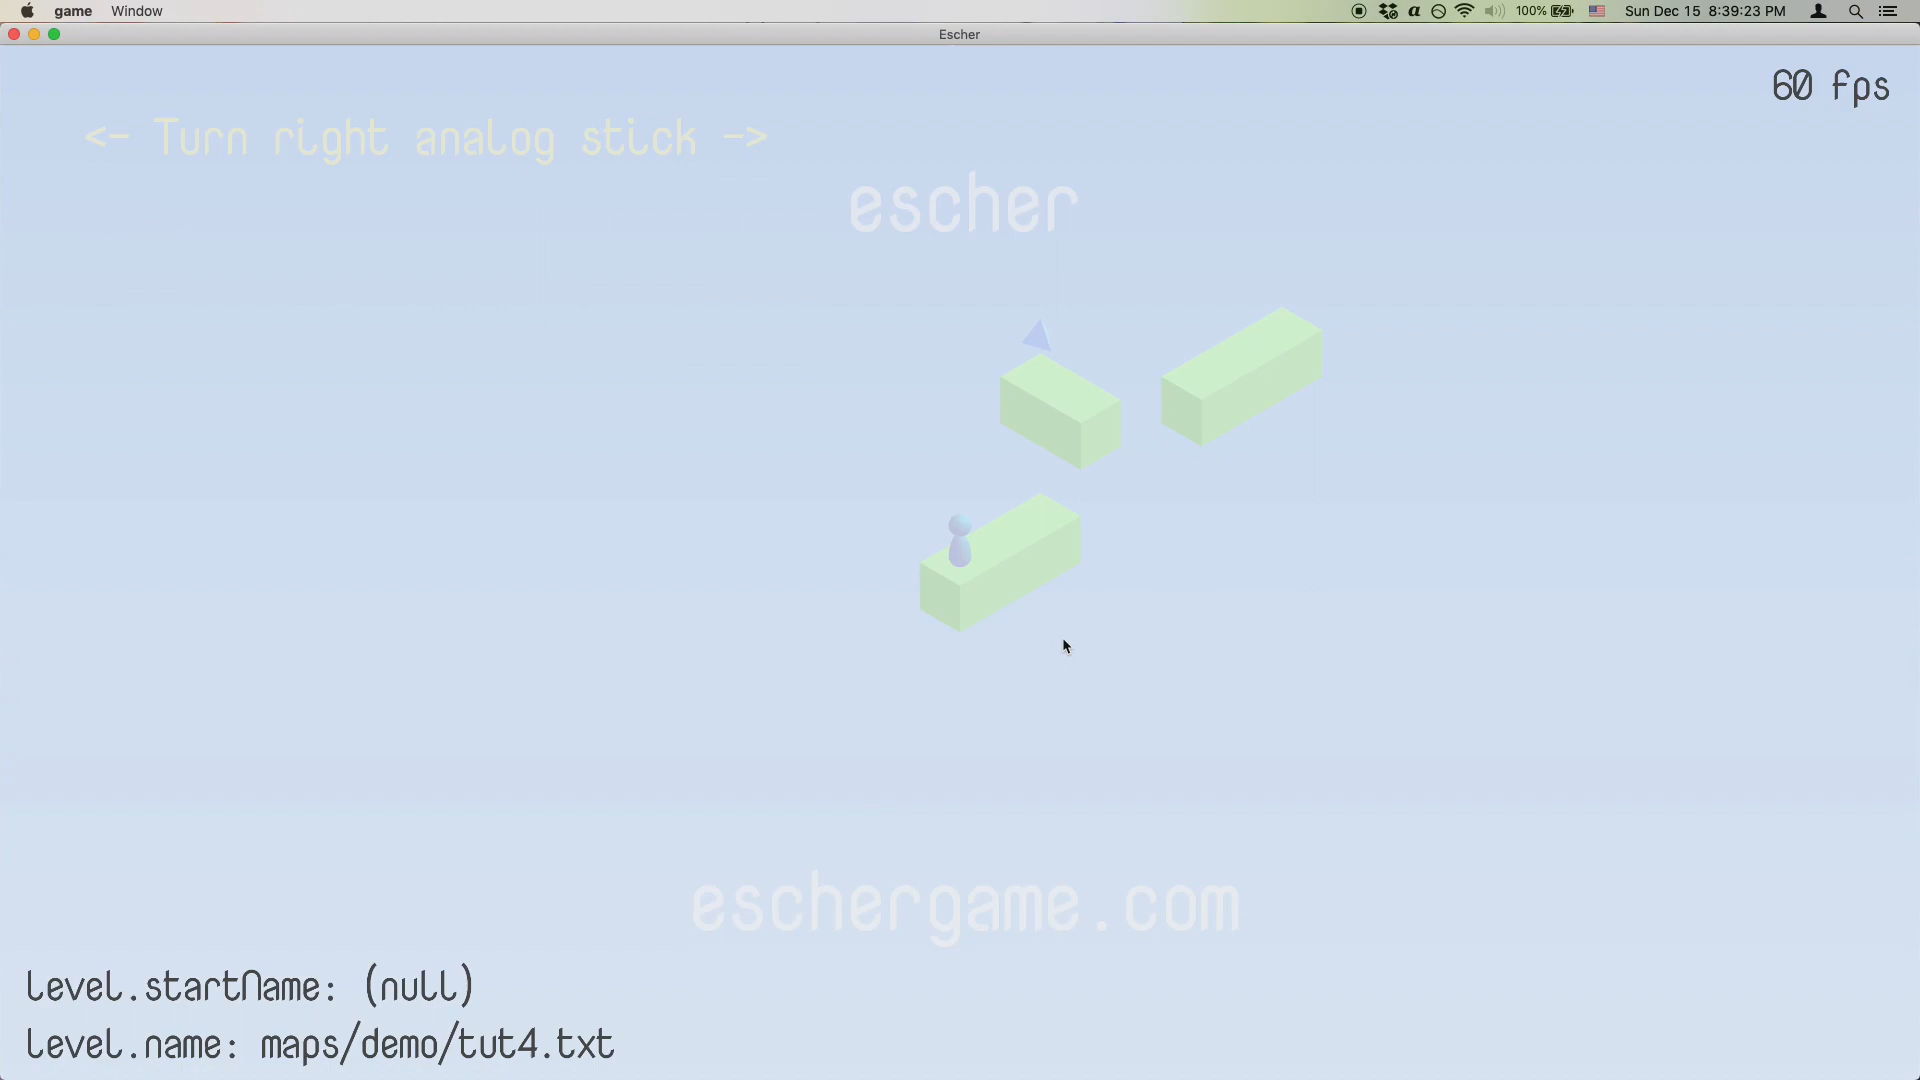 game Window
100% Sun Dec 15 8:39:23 PM
Escher
60 fps
<- Turn right analog stick ->
escher
eschergame.com
level.startName: (null)
level.name: maps/demo/tut4.txt